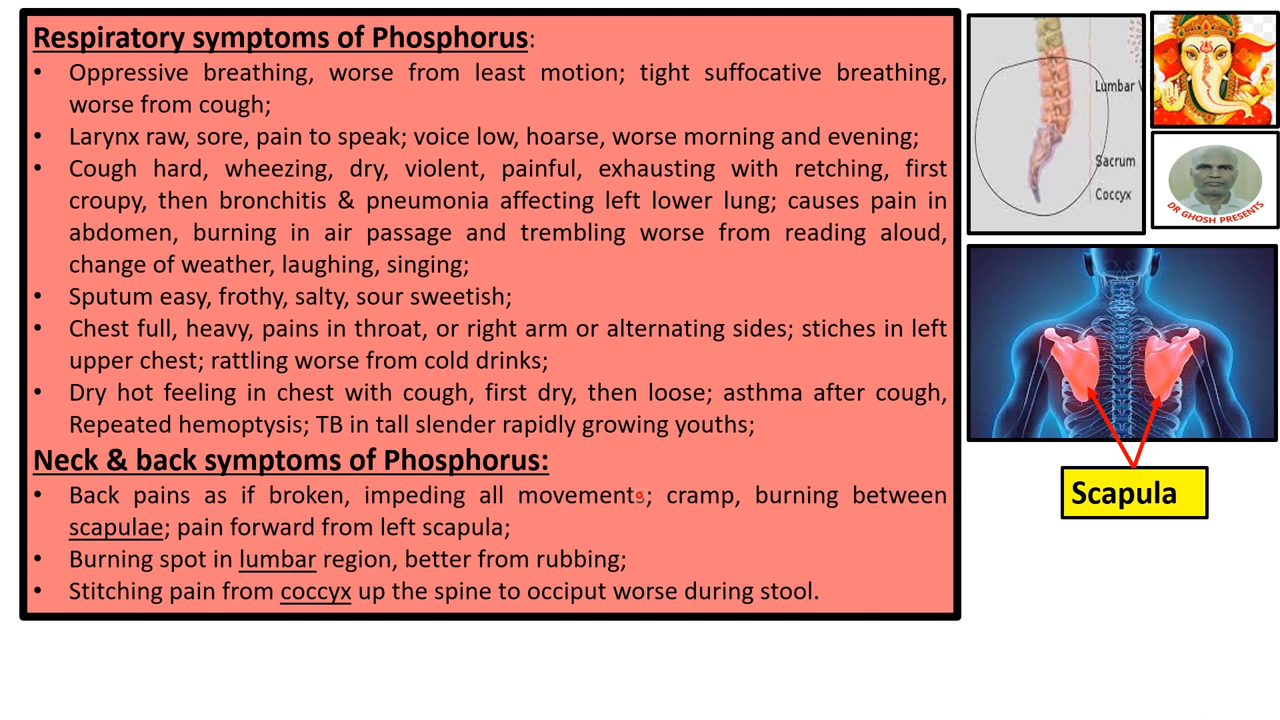 Respiratory symptoms of Phosphorus:
• Oppressive breathing, worse from least motion; tight suffocative breathing,
worse from cough;
• Larynx raw, sore, pain to speak; voice low, hoarse, worse morning and evening;
• Cough hard, wheezing, dry, violent, painful, exhausting with retching, first
croupy, then bronchitis & pneumonia affecting left lower lung; causes pain in
abdomen, burning in air passage and trembling worse from reading aloud,
change of weather, laughing, singing;
• Sputum easy, frothy, salty, sour sweetish;
• Chest full, heavy, pains in throat, or right arm or alternating sides; stiches in left
upper chest; rattling worse from cold drinks;
• Dry hot feeling in chest with cough, first dry, then loose; asthma after cough,
Repeated hemoptysis; TB in tall slender rapidly growing youths;
Neck & back symptoms of Phosphorus:
• Back pains as if broken, impeding all movements; cramp, burning between
scapulae; pain forward from left scapula;
• Burning spot in lumbar region, better from rubbing;
• Stitching pain from coccyx up the spine to occiput worse during stool.
Lumbar V
Sacrum
Coccyx
DR GHOSH PRESENTS
Scapula